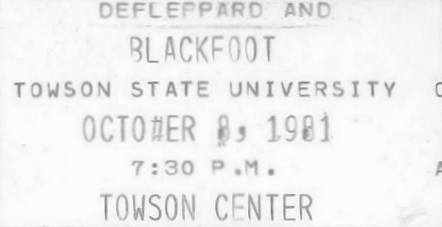 DEFLEPPARD AND
BLACKFOOT
TOWSON STATE UNIVERSITY
OCTO#ER 8, 1981
7:30 P.M.
TOWSON CENTER